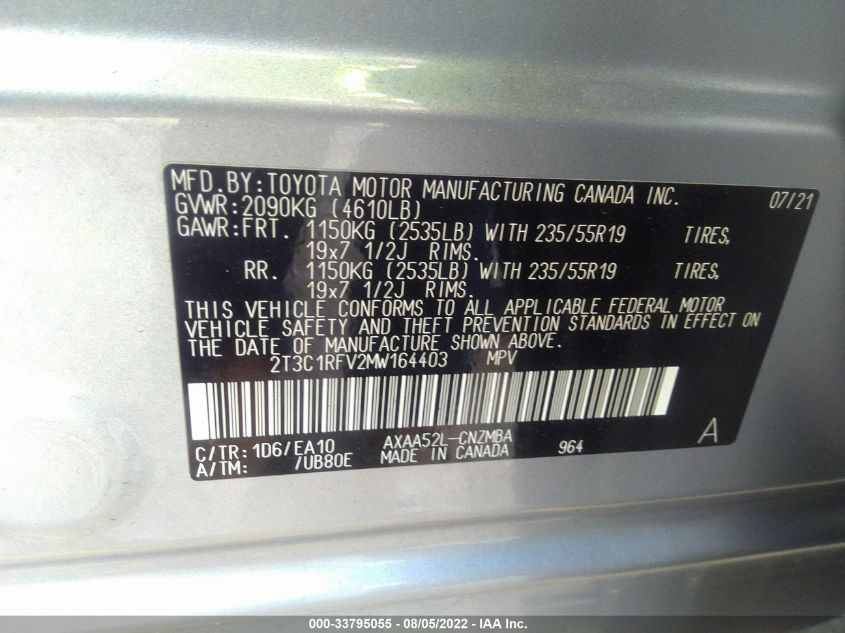 MFD.BY:TOYOTA MOTOR MANUFACTURING CANADA INC. 07/21
GVWR:2090KG (4610LB)
GAWR:FRT. 1150KG (2535LB) WITH 235/55R19 TIRES,
19x7 1/2J RIMS.
RR. 1150KG (2535LB) WITH 235/55R19 TIRES,
19x7 1/2J RIMS.
THIS VEHICLE CONFORMS TO ALL APPLICABLE FEDERAL MOTOR
VEHICLE SAFETY AND THEFT PREVENTION STANDARDS IN EFFECT ON
THE DATE OF MANUFACTURE SHOWN ABOVE.
2T3C1RFV2MW164403 MPV
C/TR:1D6/EA10 AXAA52L-CNZMBA 964 A
A/TM: /UB80E MADE IN CANADA
000-33795055 - 08/05/2022 - IAA Inc.